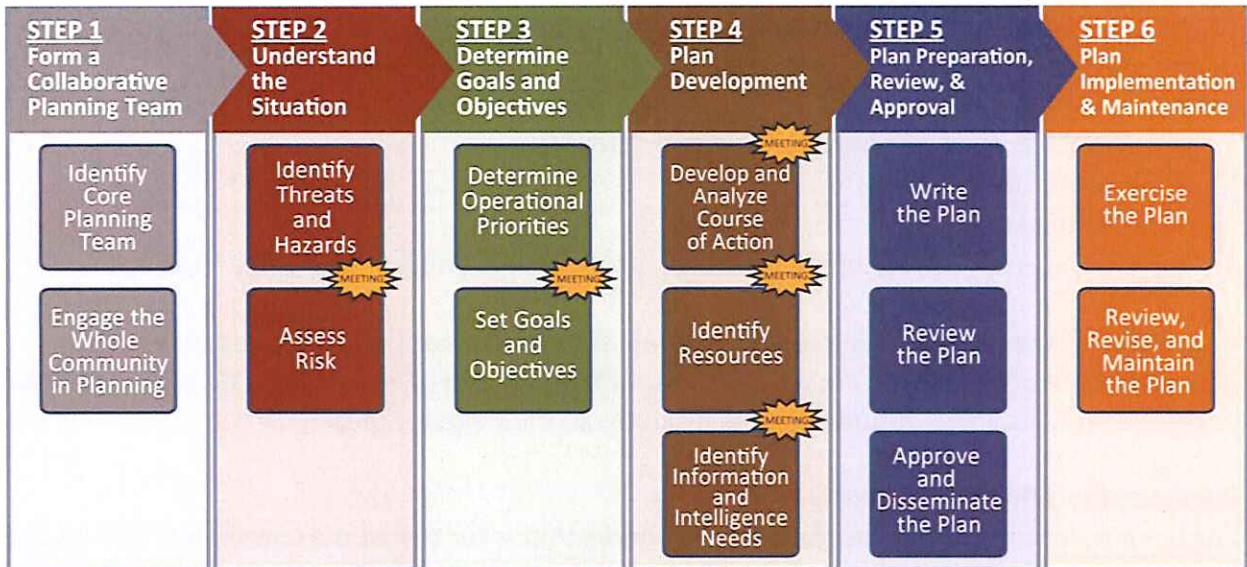 STEP 1
Form a
Collaborative
Planning Team
Identify
Core
Planning
Team
Engage the
Whole
Community
in Planning
STEP 2
Understand
the
Situation
Identify
Threats
and
Hazards
MEETING
Assess
Risk
STEP 3
Determine
Goals and
Objectives
Determine
Operational
Priorities
MEETING
Set Goals
and
Objectives
STEP 4
Plan
Development
MEETING
Develop and
Analyze
Course
of Action
MEETING
Identify
Resources
MEETING
Identify
Information
and
Intelligence
Needs
STEP 5
Plan Preparation,
Review, &
Approval
Write
the Plan
Review
the Plan
Approve
and
Disseminate
the Plan
STEP 6
Plan
Implementation
& Maintenance
Exercise
the Plan
Review,
Revise, and
Maintain
the Plan